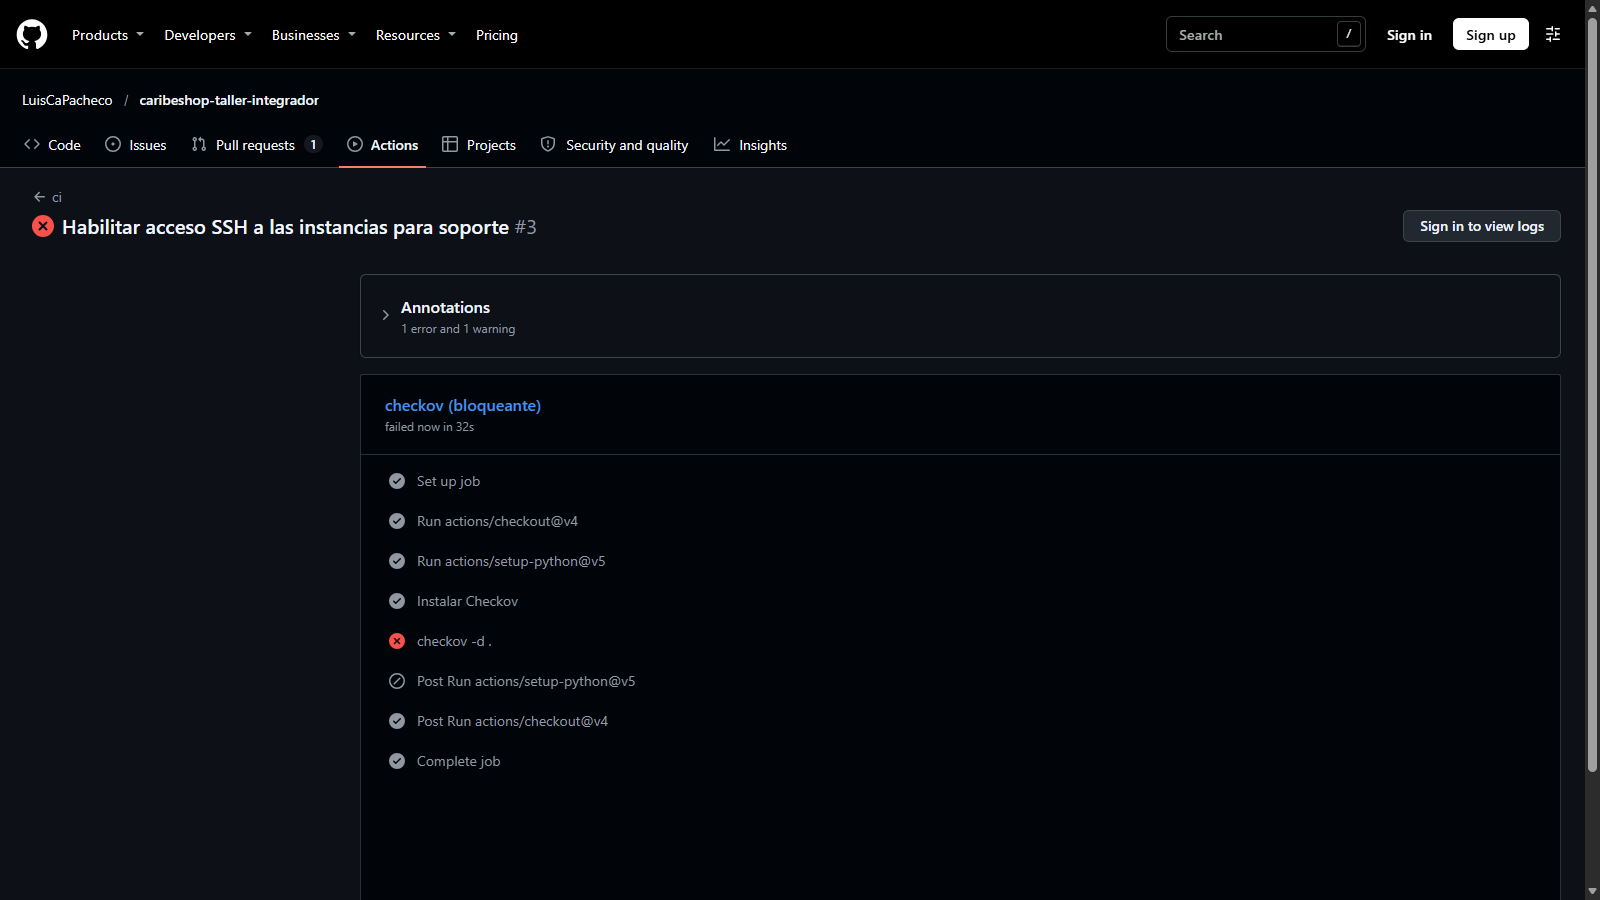 Products
Developers
Businesses
Resources
Pricing
Search /
Sign in
Sign up
LuisCaPacheco / caribeshop-taller-integrador
Code
Issues
Pull requests 1
Actions
Projects
Security and quality
Insights
← ci
Habilitar acceso SSH a las instancias para soporte #3
Sign in to view logs
Annotations
1 error and 1 warning
checkov (bloqueante)
failed now in 32s
Set up job
Run actions/checkout@v4
Run actions/setup-python@v5
Instalar Checkov
checkov -d .
Post Run actions/setup-python@v5
Post Run actions/checkout@v4
Complete job